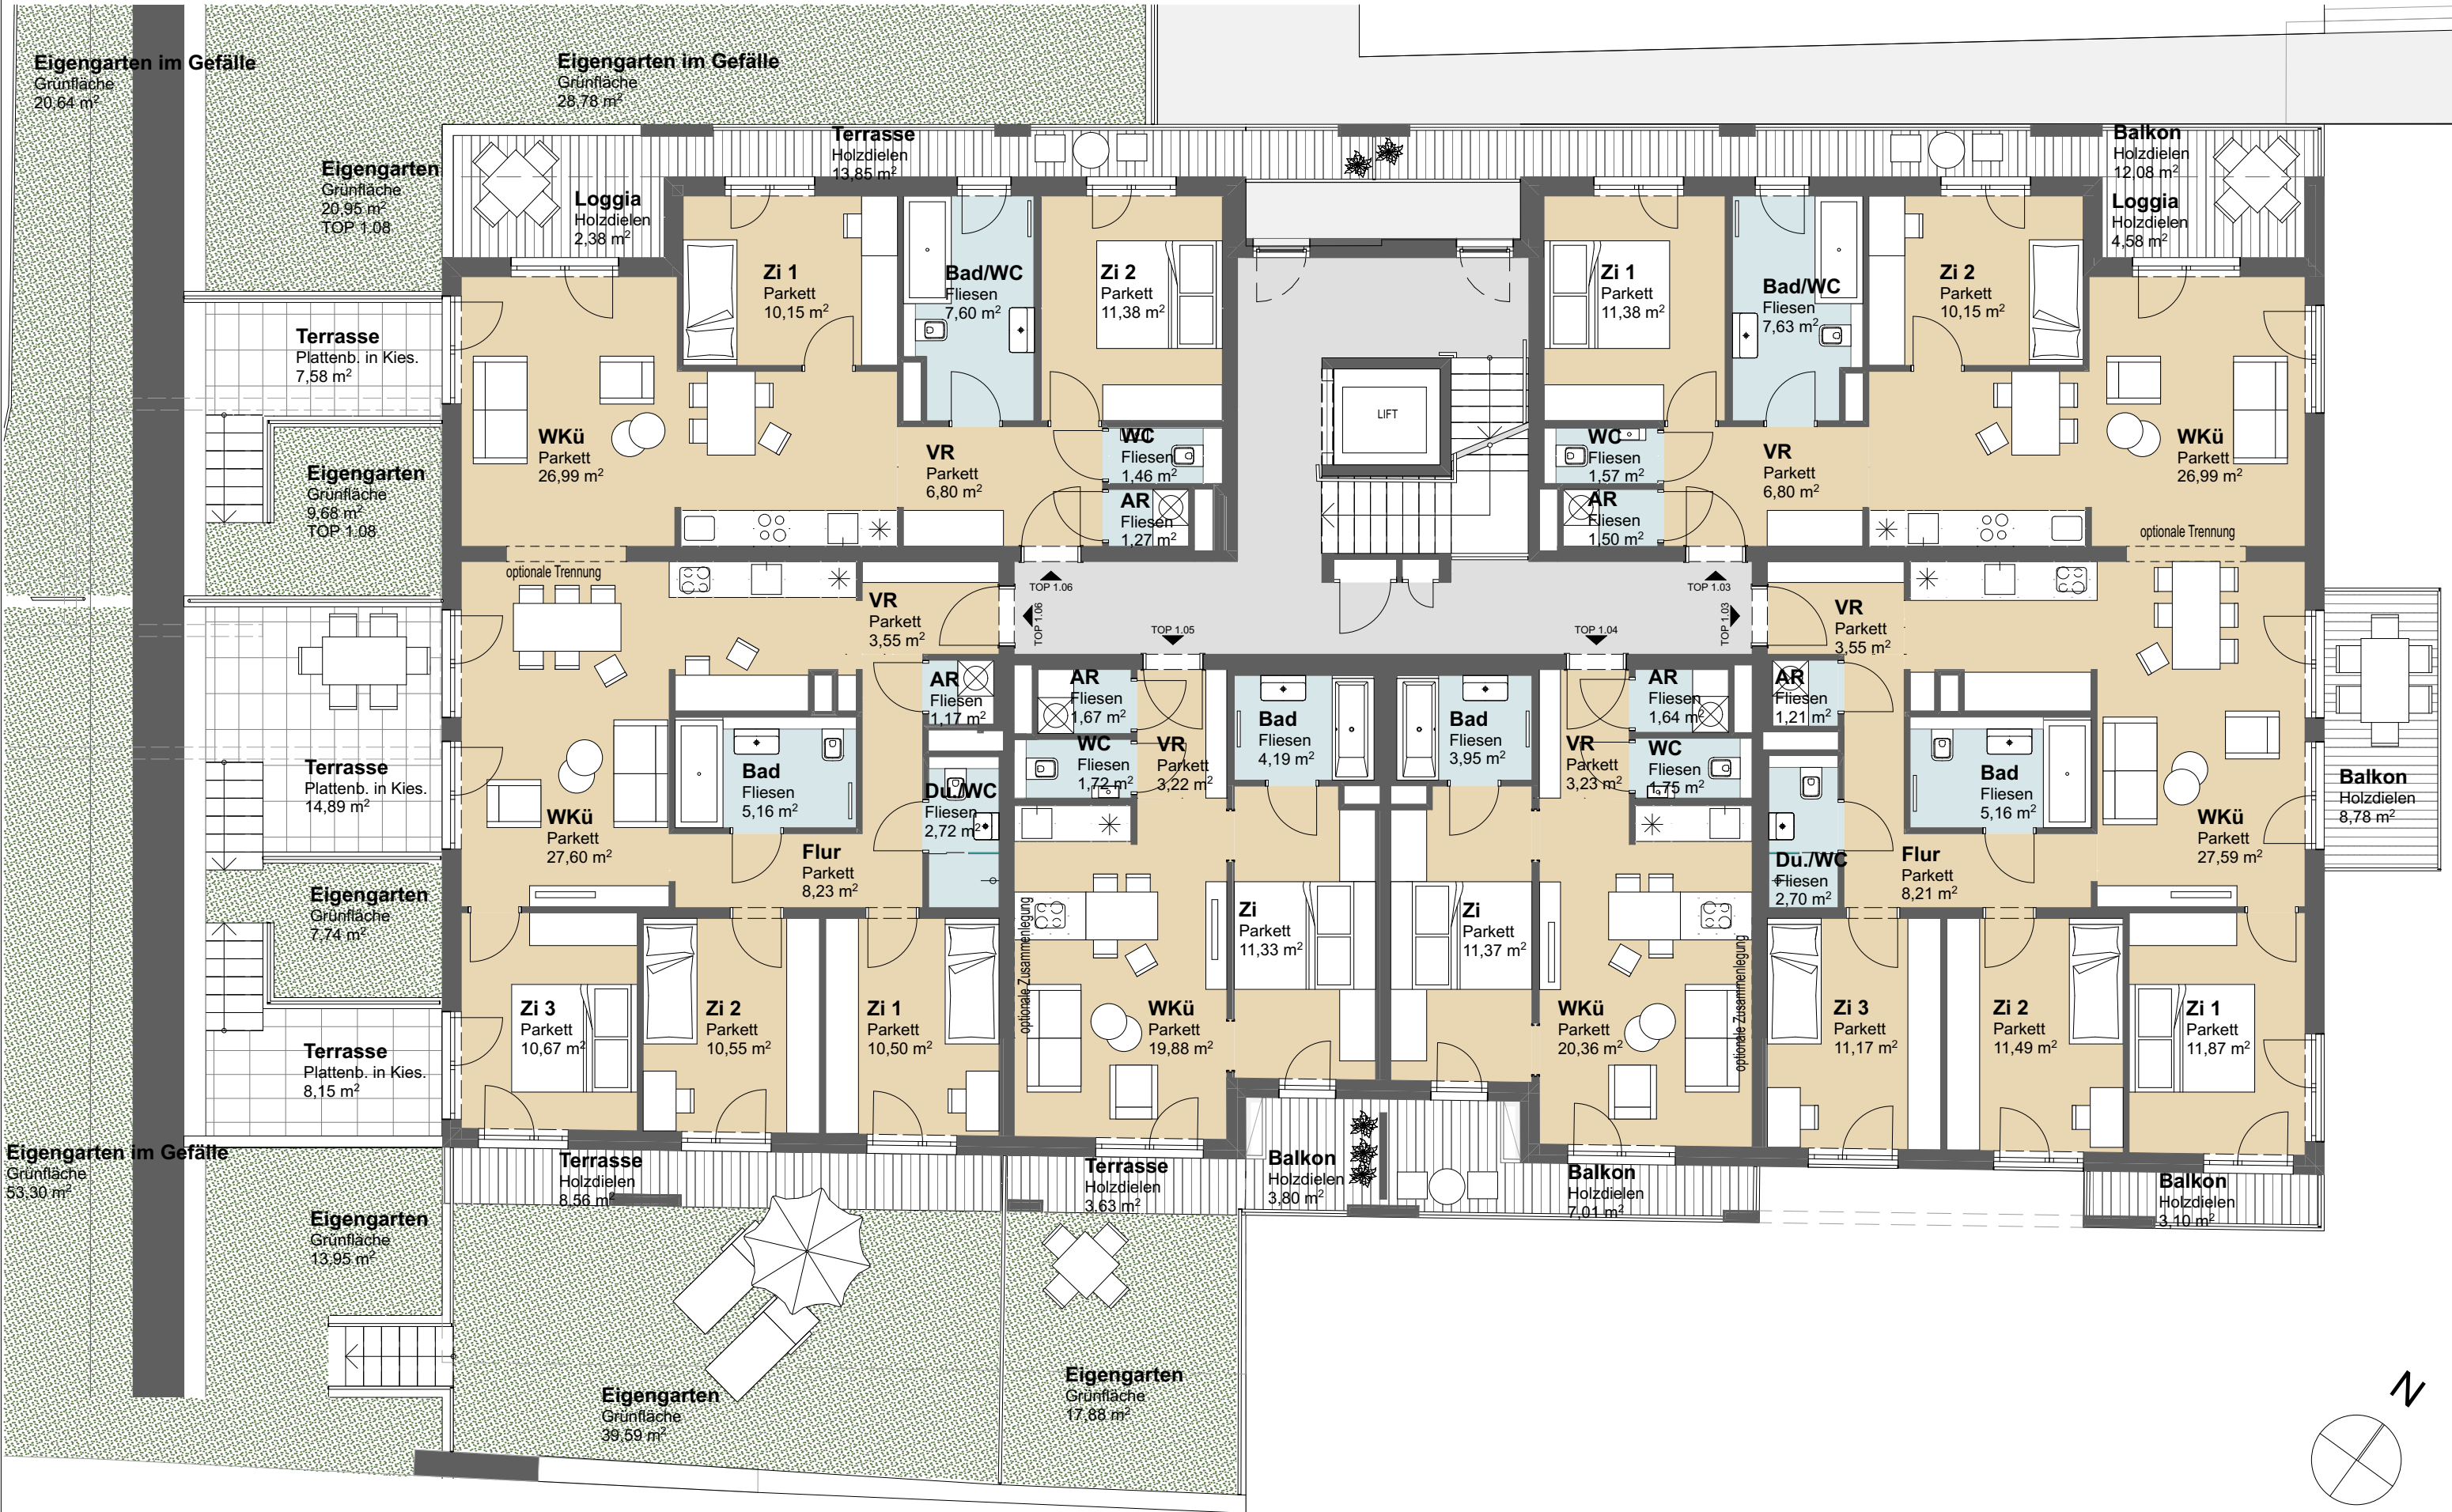 Eigengarten im Gefälle
Grünfläche
20,64 m²
Eigengarten im Gefälle
Grünfläche
28,78 m²
Eigengarten
Grünfläche
20,95 m²
TOP 1.08
Loggia
Holzdielen
2,38 m²
Terrasse
Holzdielen
13,85 m²
Balkon
Holzdielen
12,08 m²
Loggia
Holzdielen
4,58 m²
Zi 1
Parkett
10,15 m²
Bad/WC
Fliesen
7,60 m²
Zi 2
Parkett
11,38 m²
Zi 1
Parkett
11,38 m²
Bad/WC
Fliesen
7,63 m²
Zi 2
Parkett
10,15 m²
Terrasse
Plattenb. in Kies.
7,58 m²
LIFT
WKü
Parkett
26,99 m²
VR
Parkett
6,80 m²
WC
Fliesen
1,46 m²
AR
Fliesen
1,27 m²
WC
Fliesen
1,57 m²
AR
Fliesen
1,50 m²
VR
Parkett
6,80 m²
WKü
Parkett
26,99 m²
Eigengarten
Grünfläche
9,68 m²
TOP 1.08
optionale Trennung
optionale Trennung
TOP 1.06
TOP 1.06
TOP 1.05
TOP 1.04
TOP 1.03
TOP 1.03
VR
Parkett
3,55 m²
VR
Parkett
3,55 m²
AR
Fliesen
1,17 m²
AR
Fliesen
1,67 m²
Bad
Fliesen
4,19 m²
Bad
Fliesen
3,95 m²
AR
Fliesen
1,64 m²
AR
Fliesen
1,21 m²
Terrasse
Plattenb. in Kies.
14,89 m²
WKü
Parkett
27,60 m²
Bad
Fliesen
5,16 m²
Du./WC
Fliesen
2,72 m²
WC
Fliesen
1,72 m²
VR
Parkett
3,22 m²
VR
Parkett
3,23 m²
WC
Fliesen
1,75 m²
Bad
Fliesen
5,16 m²
WKü
Parkett
27,59 m²
Balkon
Holzdielen
8,78 m²
Flur
Parkett
8,23 m²
Du./WC
Fliesen
2,70 m²
Flur
Parkett
8,21 m²
Eigengarten
Grünfläche
7,74 m²
optionale Zusammenlegung
Zi
Parkett
11,33 m²
Zi
Parkett
11,37 m²
optionale Zusammenlegung
Zi 3
Parkett
10,67 m²
Zi 2
Parkett
10,55 m²
Zi 1
Parkett
10,50 m²
WKü
Parkett
19,88 m²
WKü
Parkett
20,36 m²
Zi 3
Parkett
11,17 m²
Zi 2
Parkett
11,49 m²
Zi 1
Parkett
11,87 m²
Terrasse
Plattenb. in Kies.
8,15 m²
Eigengarten im Gefälle
Grünfläche
53,30 m²
Terrasse
Holzdielen
8,56 m²
Terrasse
Holzdielen
3,63 m²
Balkon
Holzdielen
3,80 m²
Balkon
Holzdielen
7,01 m²
Balkon
Holzdielen
3,10 m²
Eigengarten
Grünfläche
13,95 m²
Eigengarten
Grünfläche
39,59 m²
Eigengarten
Grünfläche
17,88 m²
N